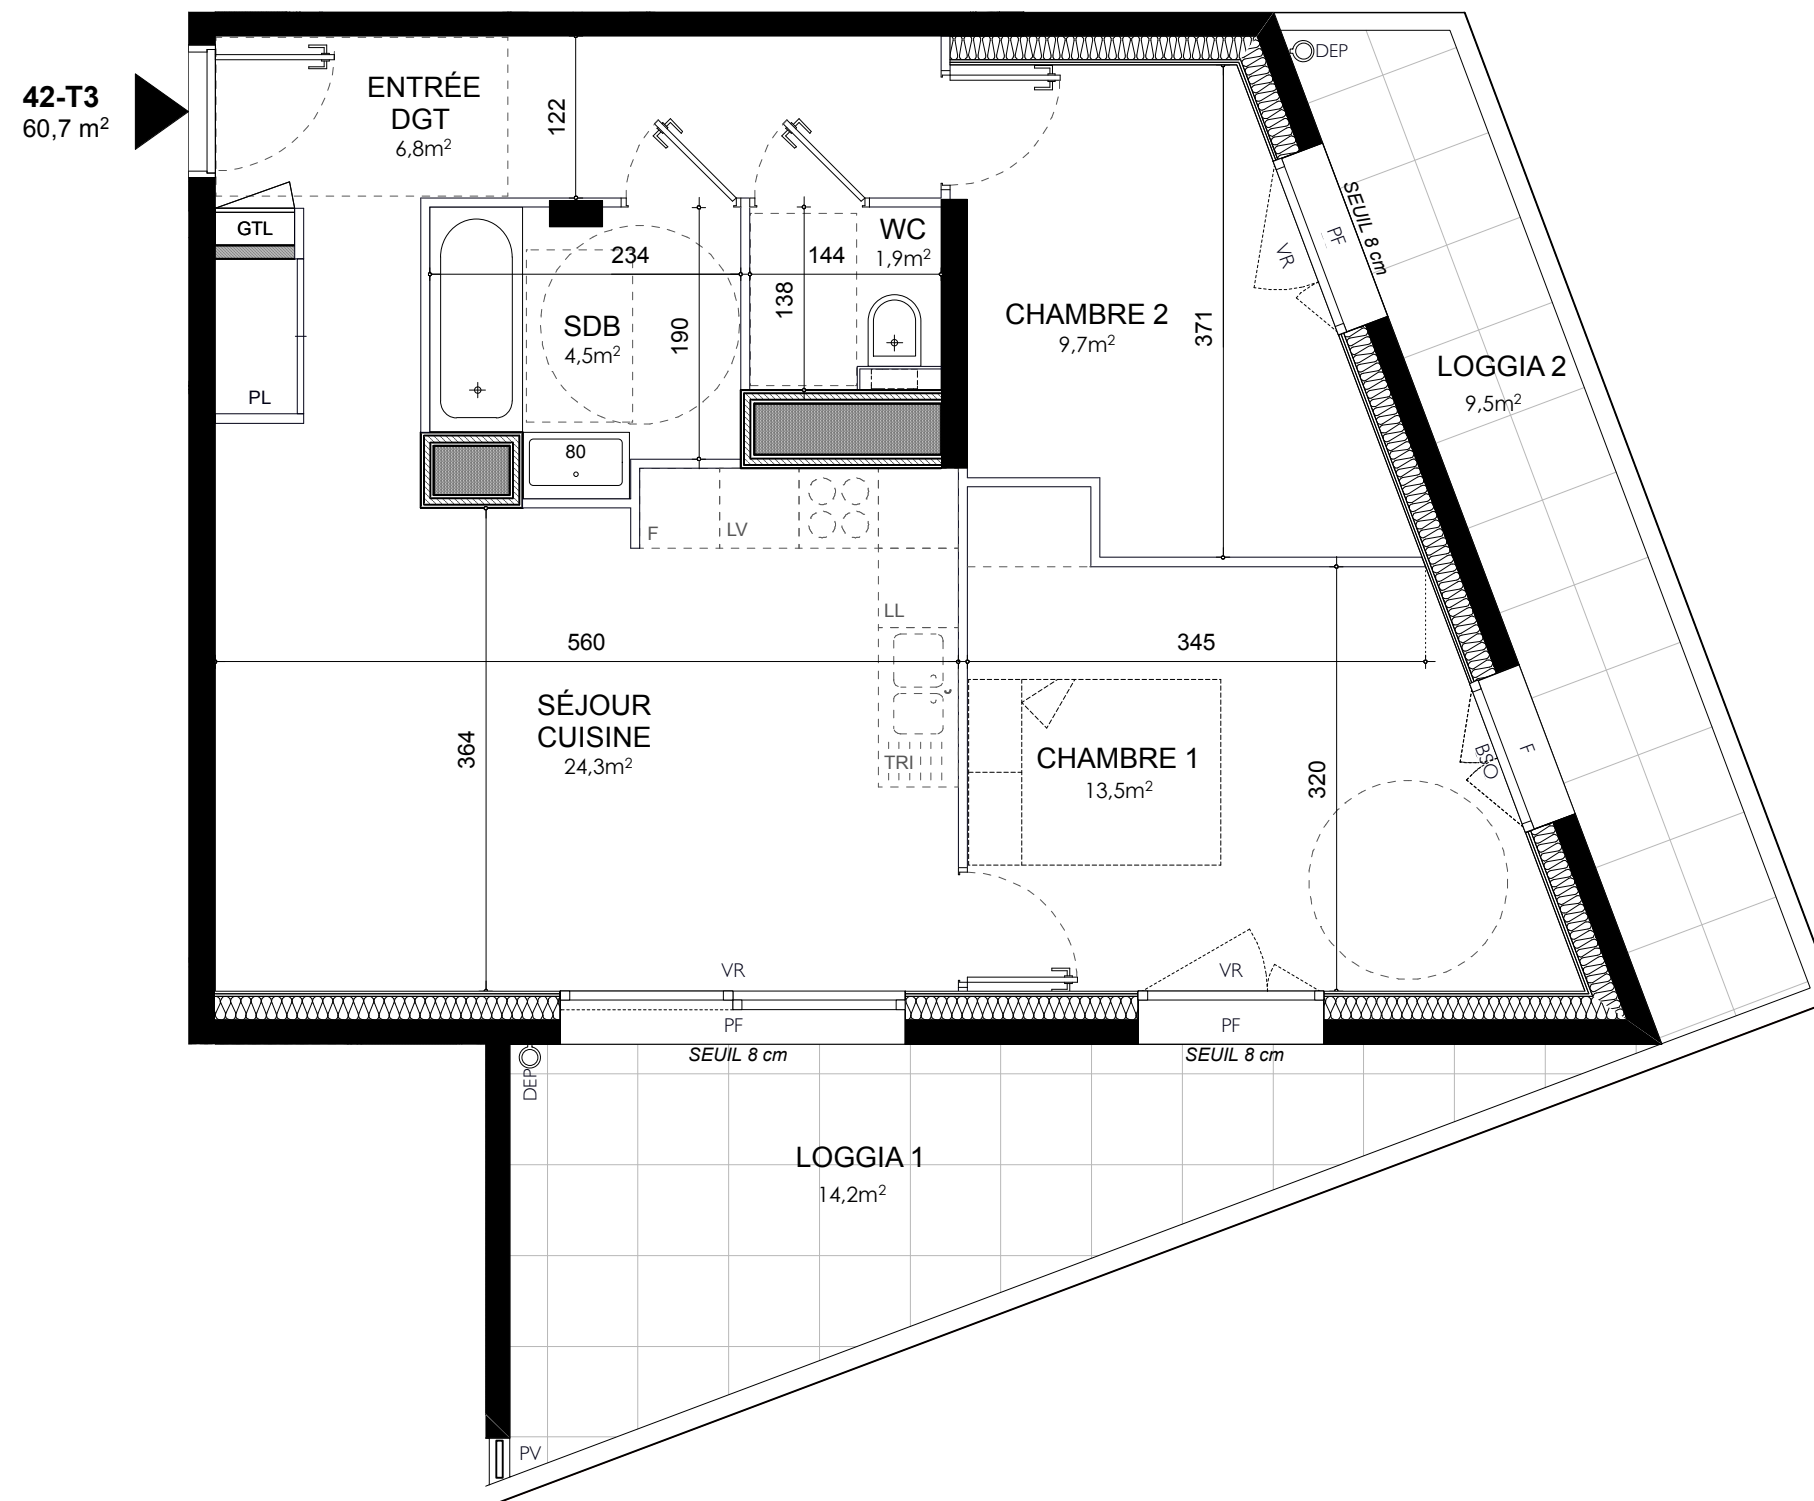 42-T3
60,7 m²
ENTRÉE
DGT
6,8m²
122
DEP
GTL
PL
234
SDB
4,5m²
190
80
WC
1,9m²
144
138
CHAMBRE 2
9,7m²
371
SEUIL 8 cm
PF
VR
LOGGIA 2
9,5m²
F
LV
LL
TRI
560
345
SÉJOUR
CUISINE
24,3m²
364
CHAMBRE 1
13,5m²
320
BSO
F
VR
VR
PF
PF
SEUIL 8 cm
SEUIL 8 cm
DEP
LOGGIA 1
14,2m²
PV